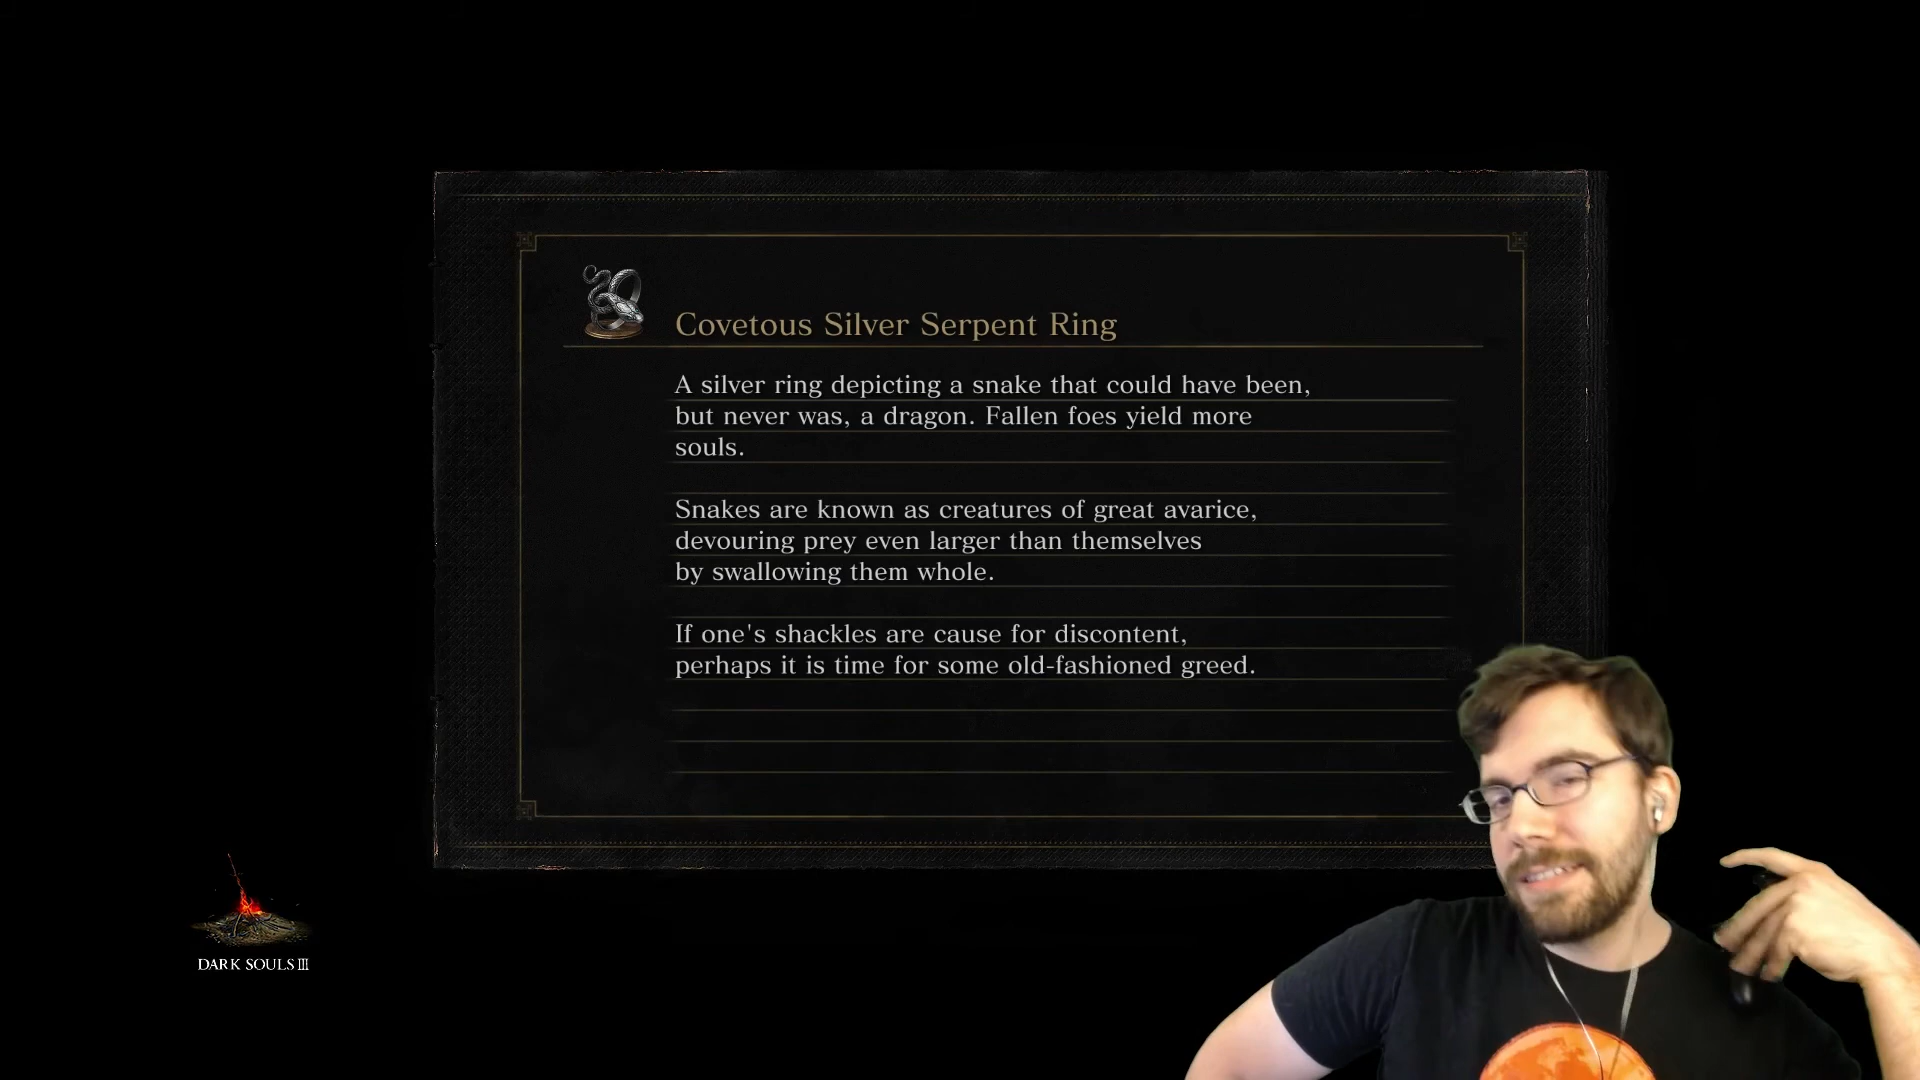 Covetous Silver Serpent Ring
A silver ring depicting a snake that could have been,
but never was, a dragon. Fallen foes yield more
souls.
Snakes are known as creatures of great avarice,
devouring prey even larger than themselves
by swallowing them whole.
If one's shackles are cause for discontent,
perhaps it is time for some old-fashioned greed.
DARK SOULS III